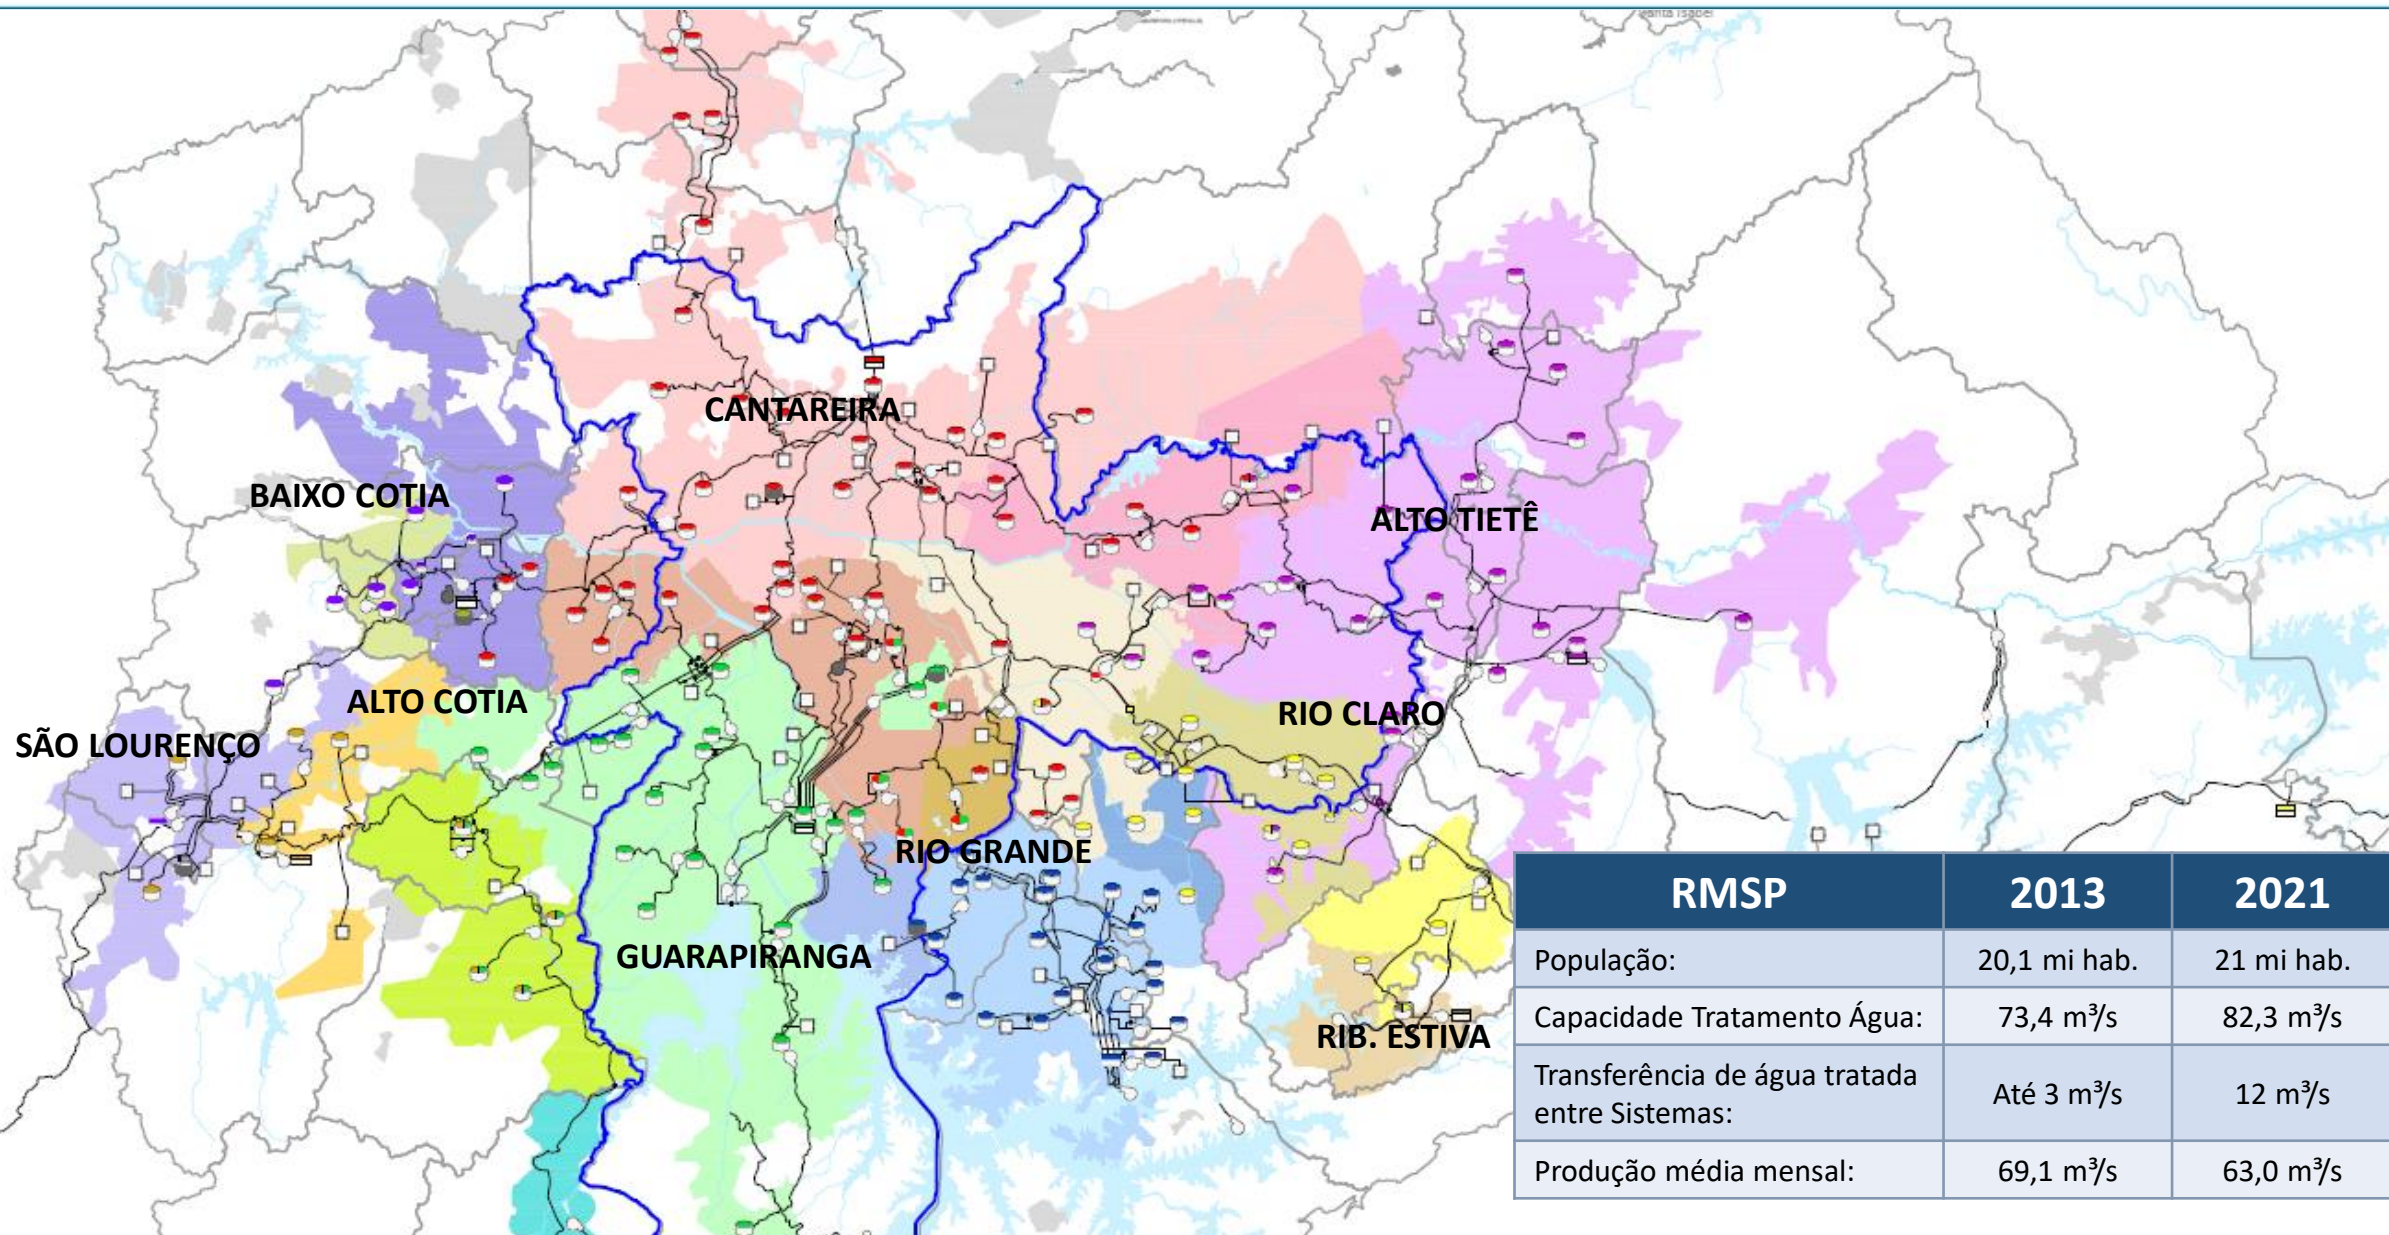 CANTAREIRA
BAIXO COTIA
ALTO TIETÊ
ALTO COTIA
RIO CLARO
SÃO LOURENÇO
RIO GRANDE
GUARAPIRANGA
RIB. ESTIVA
RMSP 2013 2021
População: 20,1 mi hab. 21 mi hab.
Capacidade Tratamento Água: 73,4 m³/s 82,3 m³/s
Transferência de água tratada
entre Sistemas: Até 3 m³/s 12 m³/s
Produção média mensal: 69,1 m³/s 63,0 m³/s